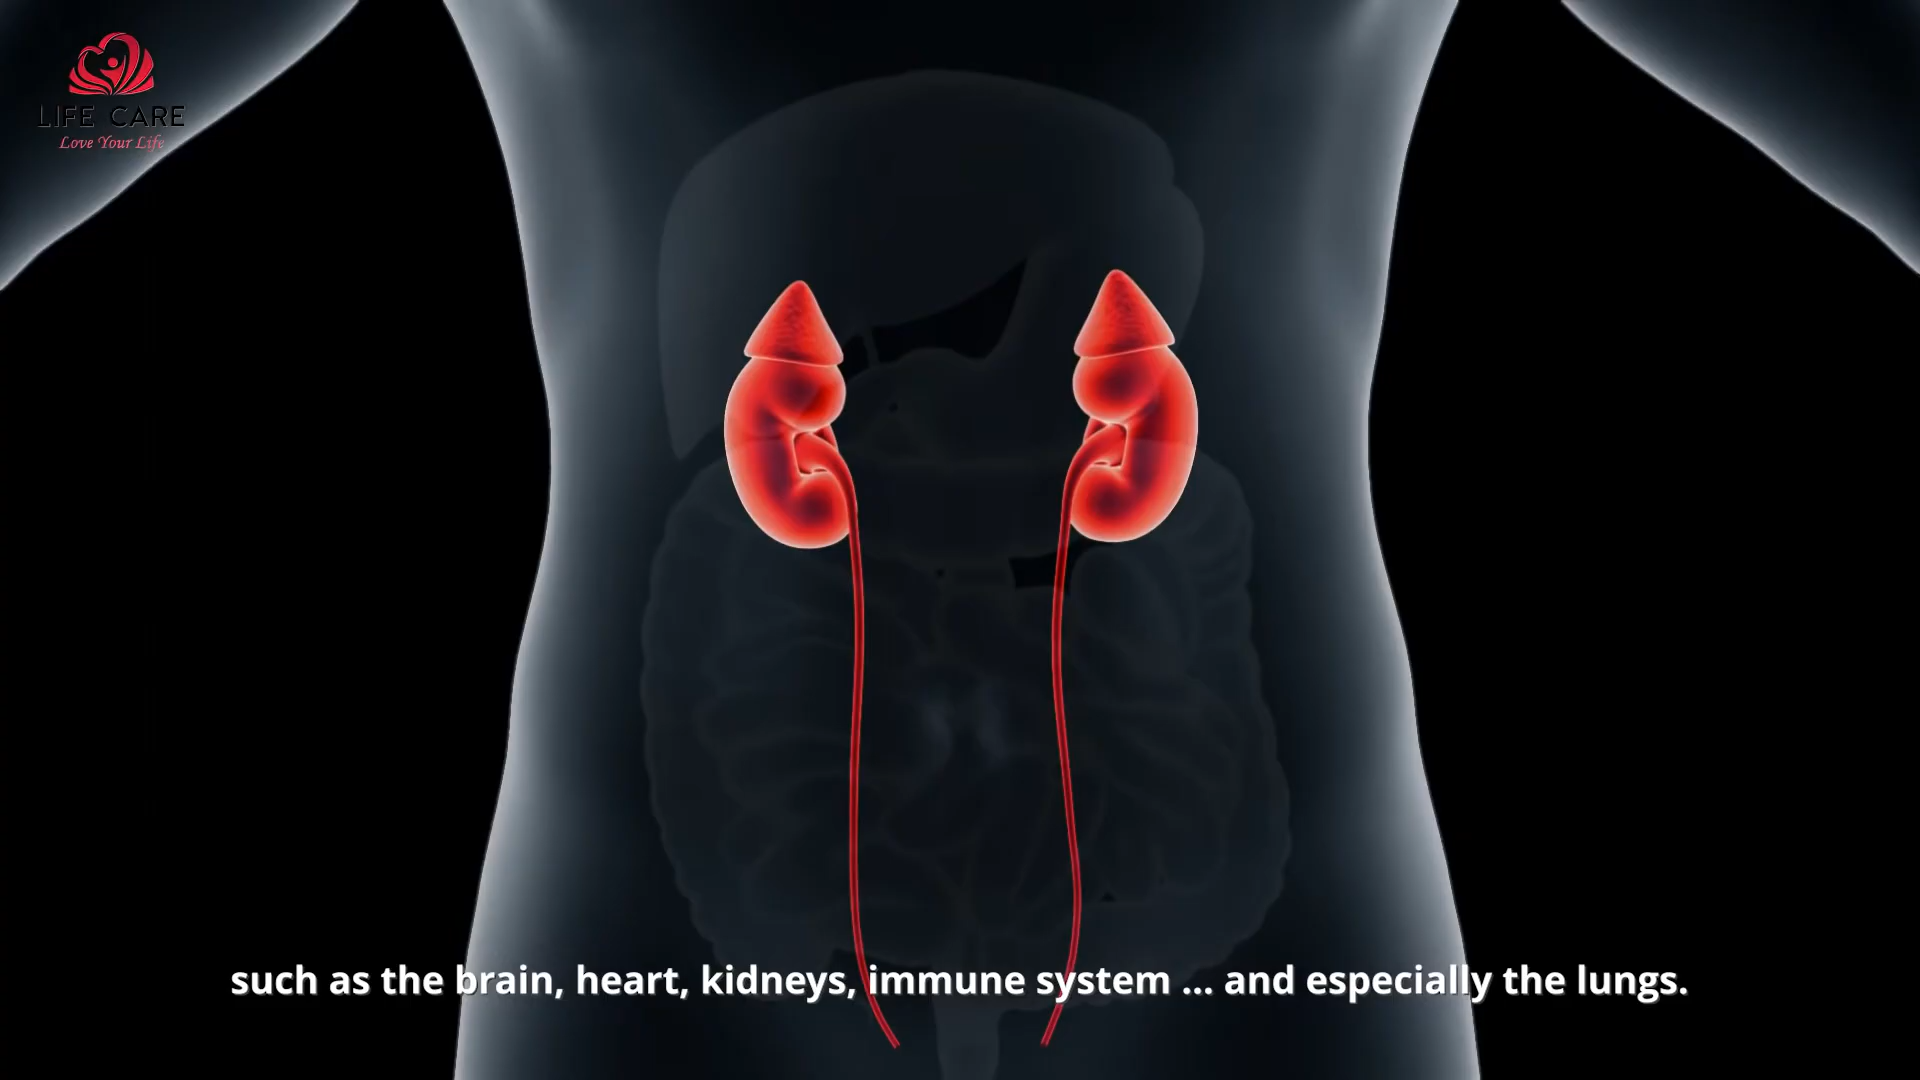 LIFE CARE
Love Your Life
such as the brain, heart, kidneys, immune system ... and especially the lungs.